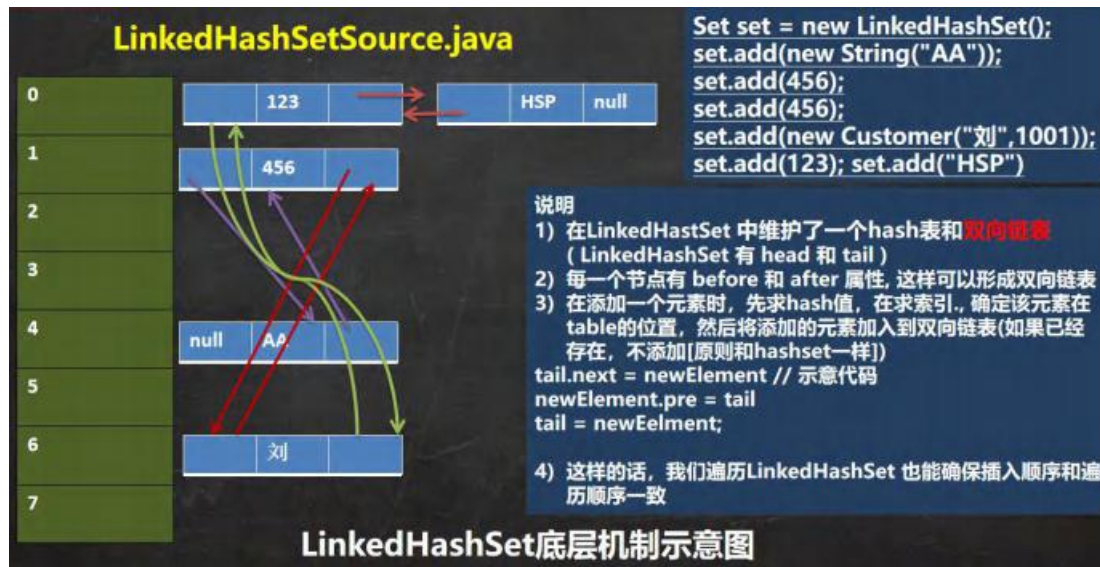 LinkedHashSetSource.java
Set set = new LinkedHashSet();
set.add(new String("AA"));
set.add(456);
set.add(456);
set.add(new Customer("刘",1001));
set.add(123); set.add("HSP")
0
123
HSP
null
1
456
2
3
4
null
AA
5
6
刘
7
说明
1) 在LinkedHastSet 中维护了一个hash表和双向链表
( LinkedHashSet 有 head 和 tail )
2) 每一个节点有 before 和 after 属性, 这样可以形成双向链表
3) 在添加一个元素时，先求hash值，在求索引., 确定该元素在
table的位置，然后将添加的元素加入到双向链表(如果已经
存在，不添加[原则和hashset一样])
tail.next = newElement // 示意代码
newElement.pre = tail
tail = newEelment;
4) 这样的话，我们遍历LinkedHashSet 也能确保插入顺序和遍
历顺序一致
LinkedHashSet底层机制示意图